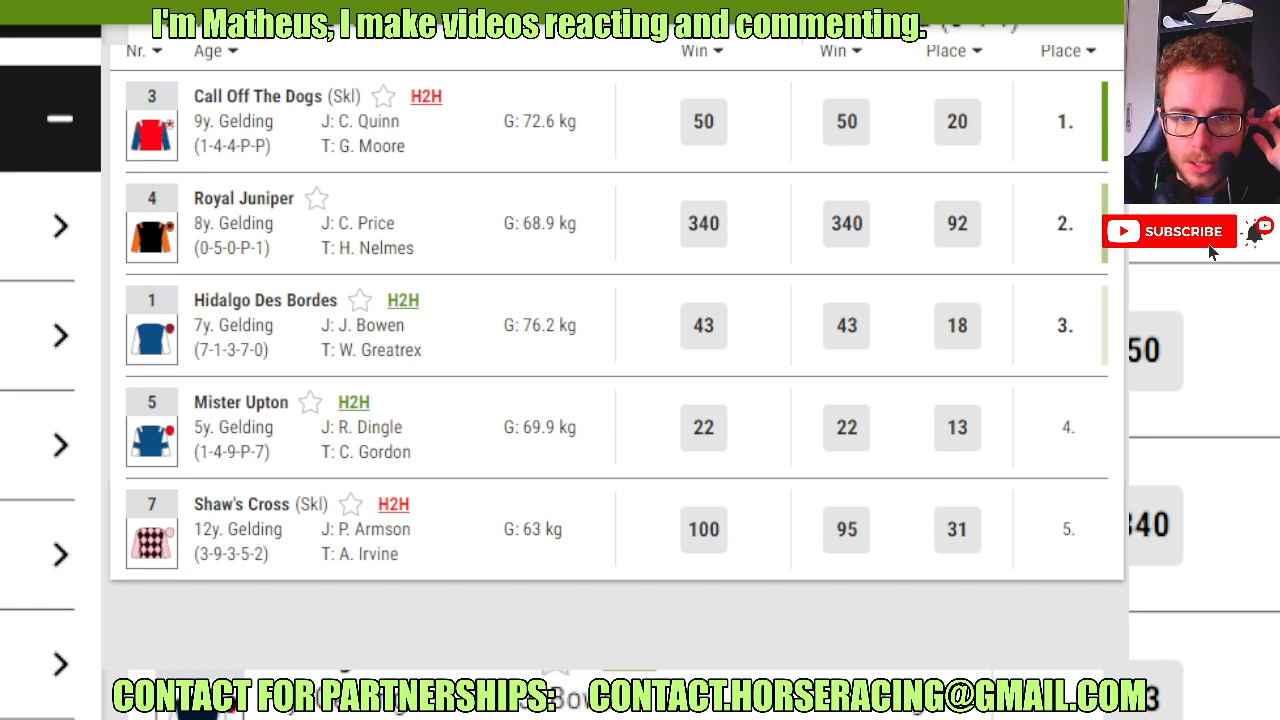 I'm Matheus, I make videos reacting and commenting.
Nr. Age Win Win Place Place
3 Call Off The Dogs (Skl) H2H
9y. Gelding J: C. Quinn G: 72.6 kg 50 50 20 1.
(1-4-4-P-P) T: G. Moore
4 Royal Juniper
8y. Gelding J: C. Price G: 68.9 kg 340 340 92 2.
(0-5-0-P-1) T: H. Nelmes
SUBSCRIBE
1 Hidalgo Des Bordes H2H
7y. Gelding J: J. Bowen G: 76.2 kg 43 43 18 3.
(7-1-3-7-0) T: W. Greatrex
50
5 Mister Upton H2H
5y. Gelding J: R. Dingle G: 69.9 kg 22 22 13 4.
(1-4-9-P-7) T: C. Gordon
7 Shaw's Cross (Skl) H2H
12y. Gelding J: P. Armson G: 63 kg 100 95 31 5.
(3-9-3-5-2) T: A. Irvine
340
CONTACT FOR PARTNERSHIPS: CONTACT.HORSERACING@GMAIL.COM